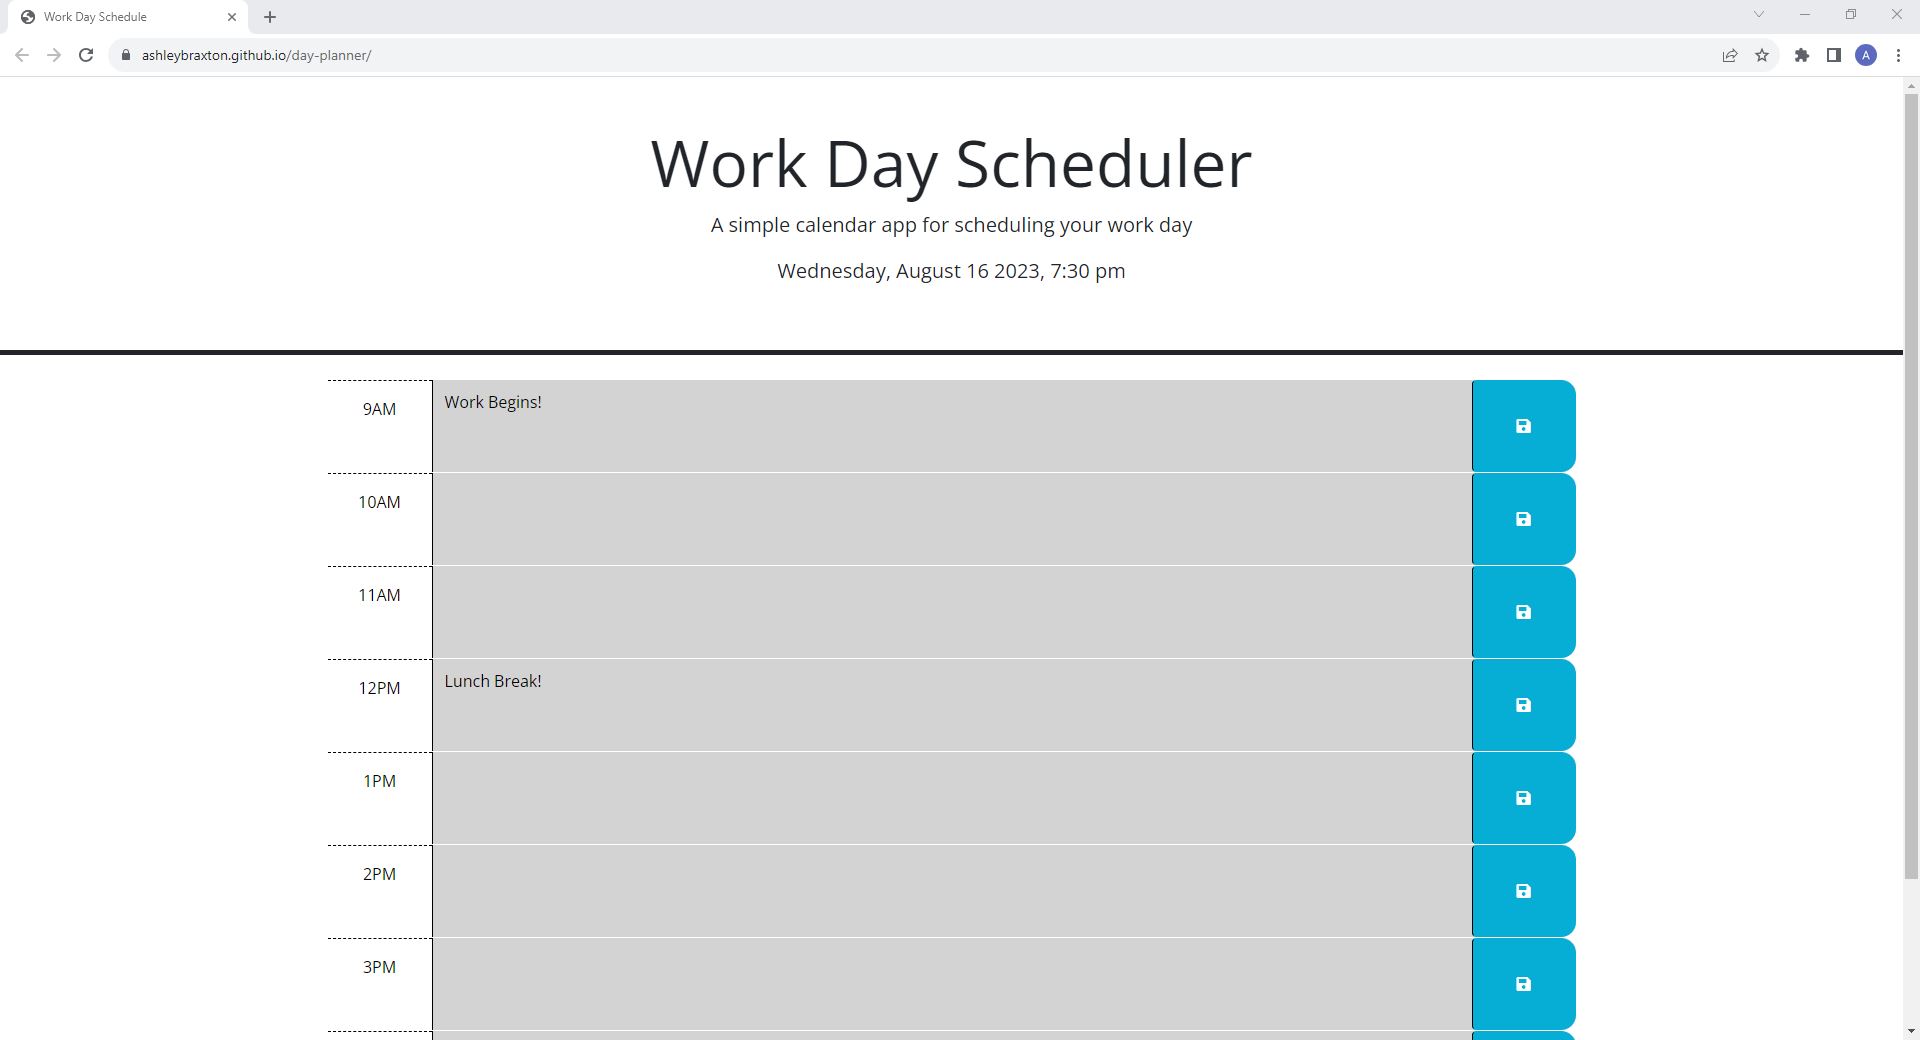 Work Day Schedule
ashleybraxton.github.io/day-planner/
A
Work Day Scheduler
A simple calendar app for scheduling your work day
Wednesday, August 16 2023, 7:30 pm
9AM
Work Begins!
10AM
11AM
12PM
Lunch Break!
1PM
2PM
3PM